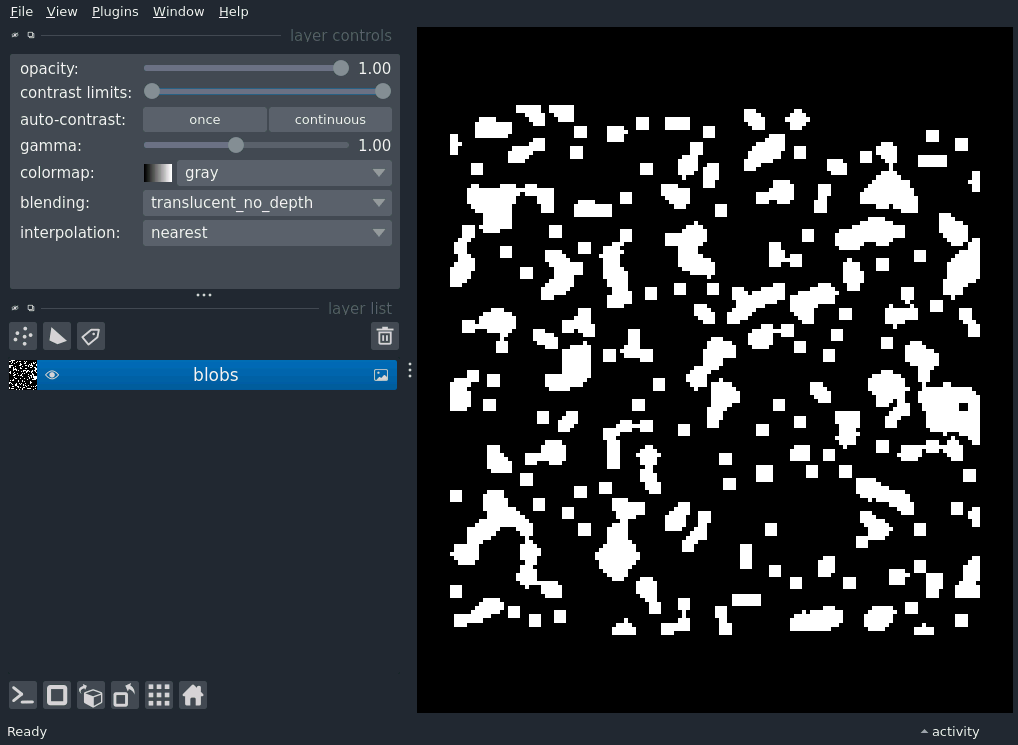 File View Plugins Window Help
layer controls
opacity: 1.00
contrast limits:
auto-contrast: once continuous
gamma: 1.00
colormap: gray
blending: translucent_no_depth
interpolation: nearest
layer list
blobs
Ready activity